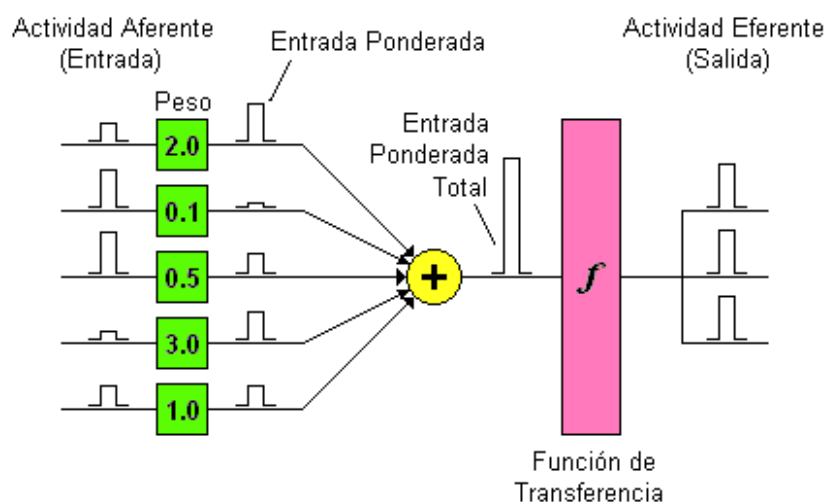 Actividad Aferente
(Entrada)
Entrada Ponderada
Actividad Eferente
(Salida)
Peso
2.0
0.1
0.5
3.0
1.0
+
Entrada
Ponderada
Total
f
Función de
Transferencia